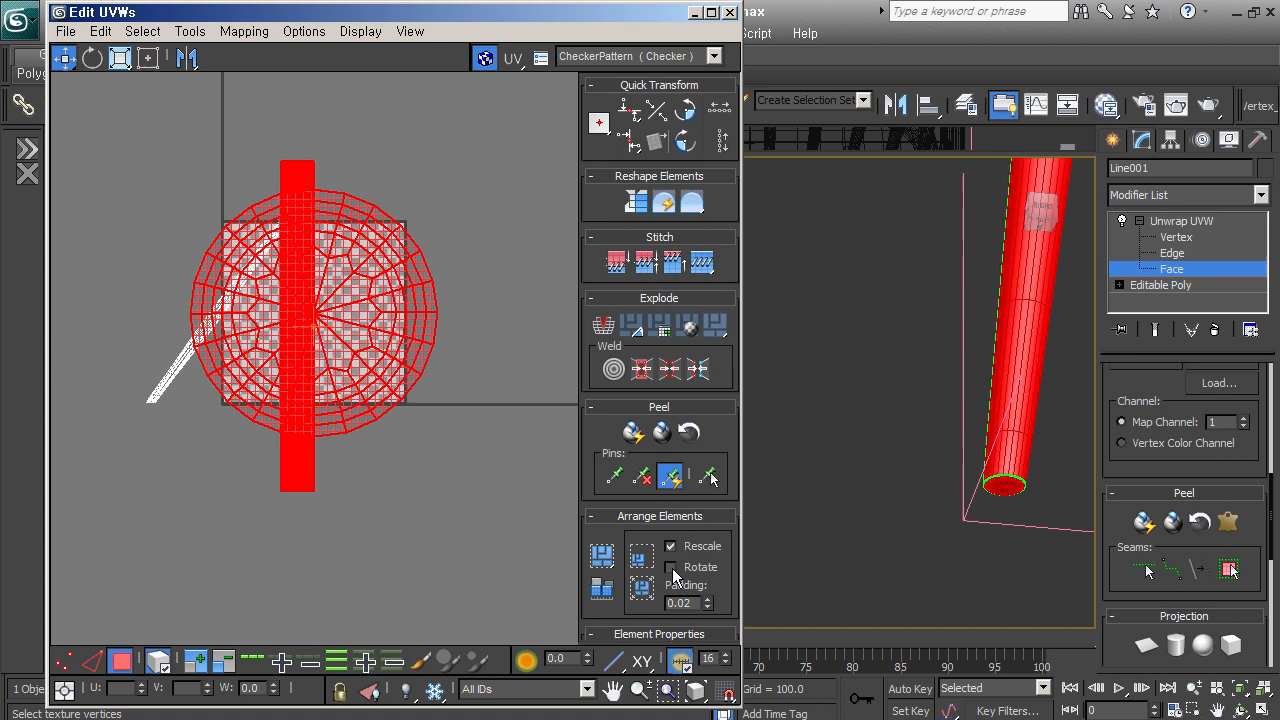 Edit UVWs
File Edit Select Tools Mapping Options Display View
UV CheckerPattern ( Checker )
Quick Transform
Reshape Elements
Stitch
Explode
Weld
Peel
Pins:
Arrange Elements
Rescale
Rotate
Padding:
0.02
Element Properties
0.0 XY 16
U: V: W: 0.0 All IDs
Select texture vertices
max
Type a keyword or phrase
Script Help
Create Selection Set
Line001
Modifier List
Unwrap UVW
Vertex
Edge
Face
Editable Poly
Load...
Channel:
Map Channel: 1
Vertex Color Channel
Peel
Seams:
Projection
70 75 80 85 90 95 100
1 Obje
Grid = 100.0
Add Time Tag
Auto Key Selected
Set Key Key Filters...
0
RIGHT